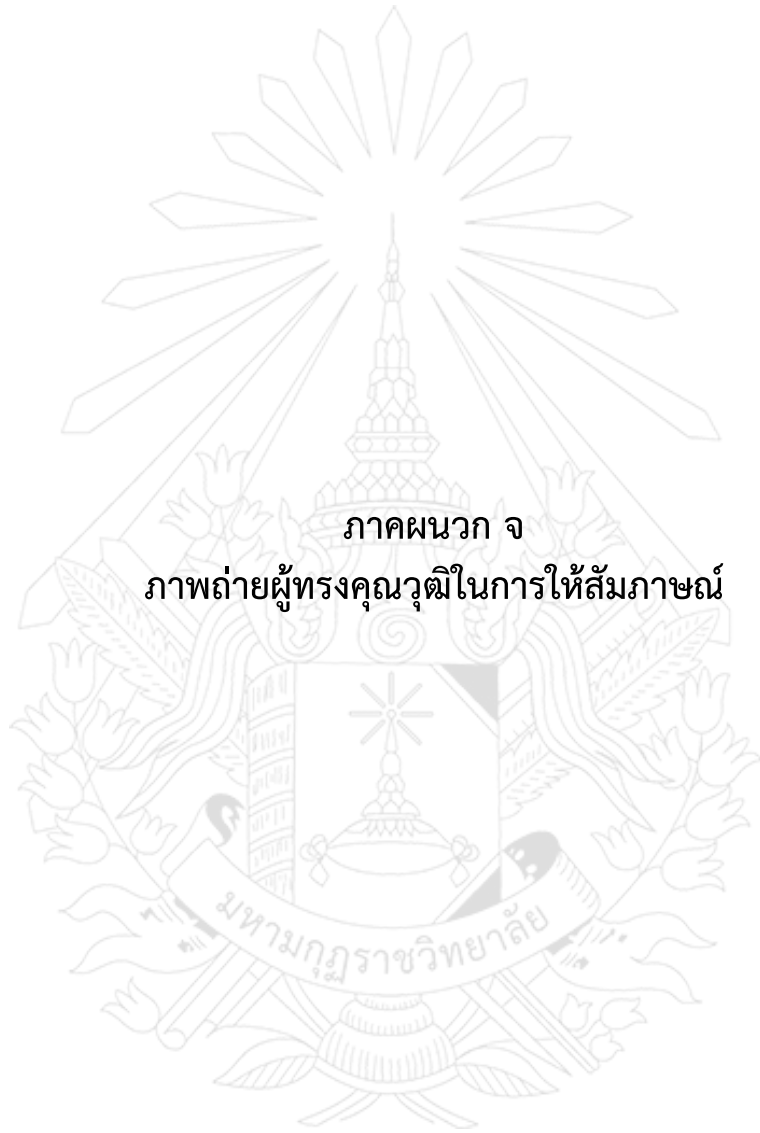 ภาคผนวก จ
ภาพถ่ายผู้ทรงคุณวุฒิในการให้สัมภาษณ์
มหามกุฏราชวิทยาลัย